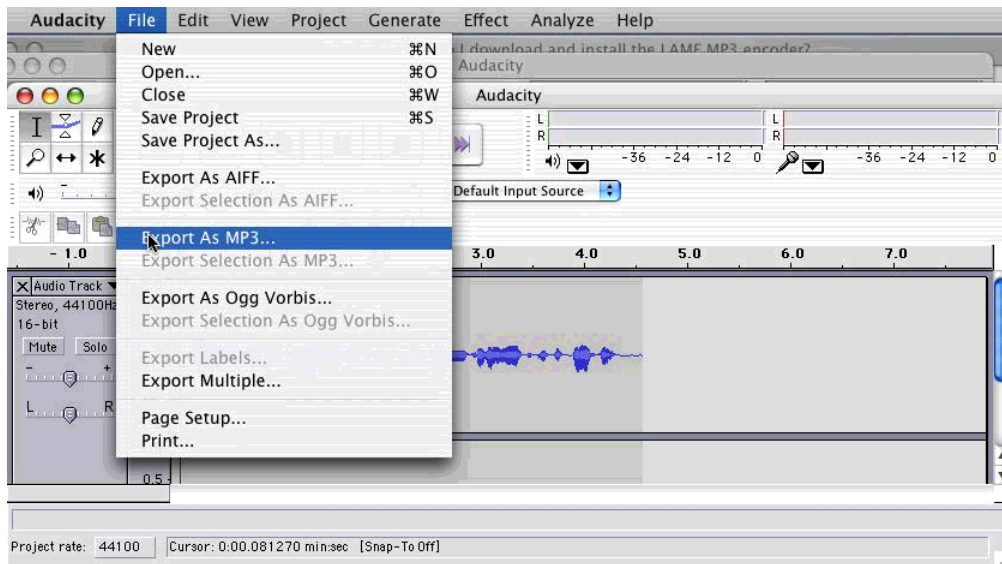 Audacity File Edit View Project Generate Effect Analyze Help
New ⌘N
I download and install the LAME MP3 encoder?
Open... ⌘O
Audacity
Close ⌘W
Audacity
Save Project ⌘S
Save Project As...
L
R
-36 -24 -12 0
L
R
-36 -24 -12 0
Export As AIFF...
Export Selection As AIFF...
Default Input Source
Export As MP3...
Export Selection As MP3...
- 1.0 3.0 4.0 5.0 6.0 7.0
Export As Ogg Vorbis...
Export Selection As Ogg Vorbis...
Export Labels...
Export Multiple...
Page Setup...
Print...
X Audio Track
Stereo, 44100Hz
16-bit
Mute Solo
- +
L R
0.5
Project rate: 44100 Cursor: 0:00.081270 min:sec [Snap-To Off]